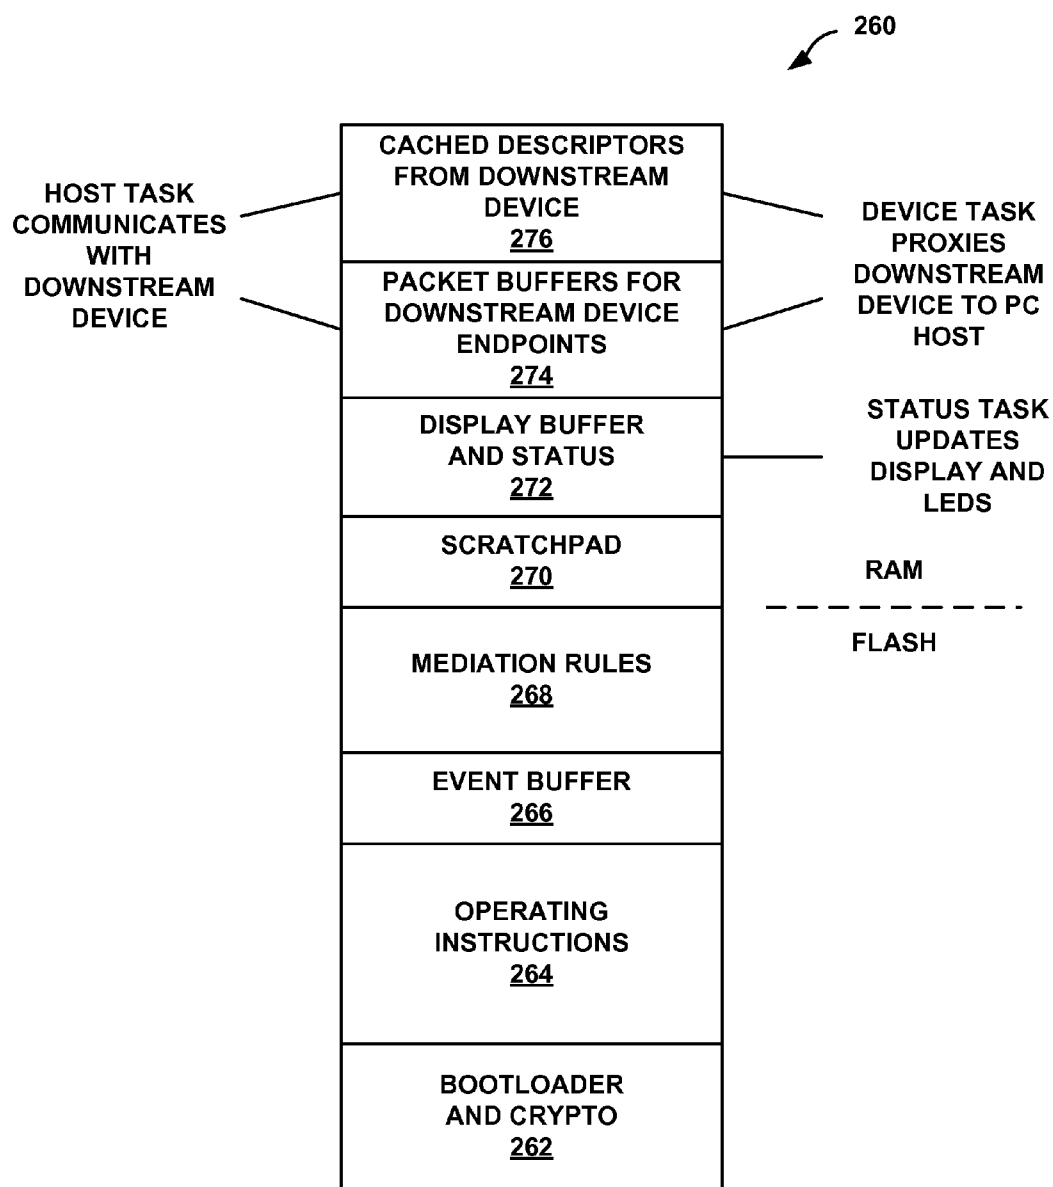 260
CACHED DESCRIPTORS
FROM DOWNSTREAM
DEVICE
276
HOST TASK
COMMUNICATES
WITH
DOWNSTREAM
DEVICE
DEVICE TASK
PROXIES
DOWNSTREAM
DEVICE TO PC
HOST
PACKET BUFFERS FOR
DOWNSTREAM DEVICE
ENDPOINTS
274
DISPLAY BUFFER
AND STATUS
272
STATUS TASK
UPDATES
DISPLAY AND
LEDS
SCRATCHPAD
270
RAM
FLASH
MEDIATION RULES
268
EVENT BUFFER
266
OPERATING
INSTRUCTIONS
264
BOOTLOADER
AND CRYPTO
262